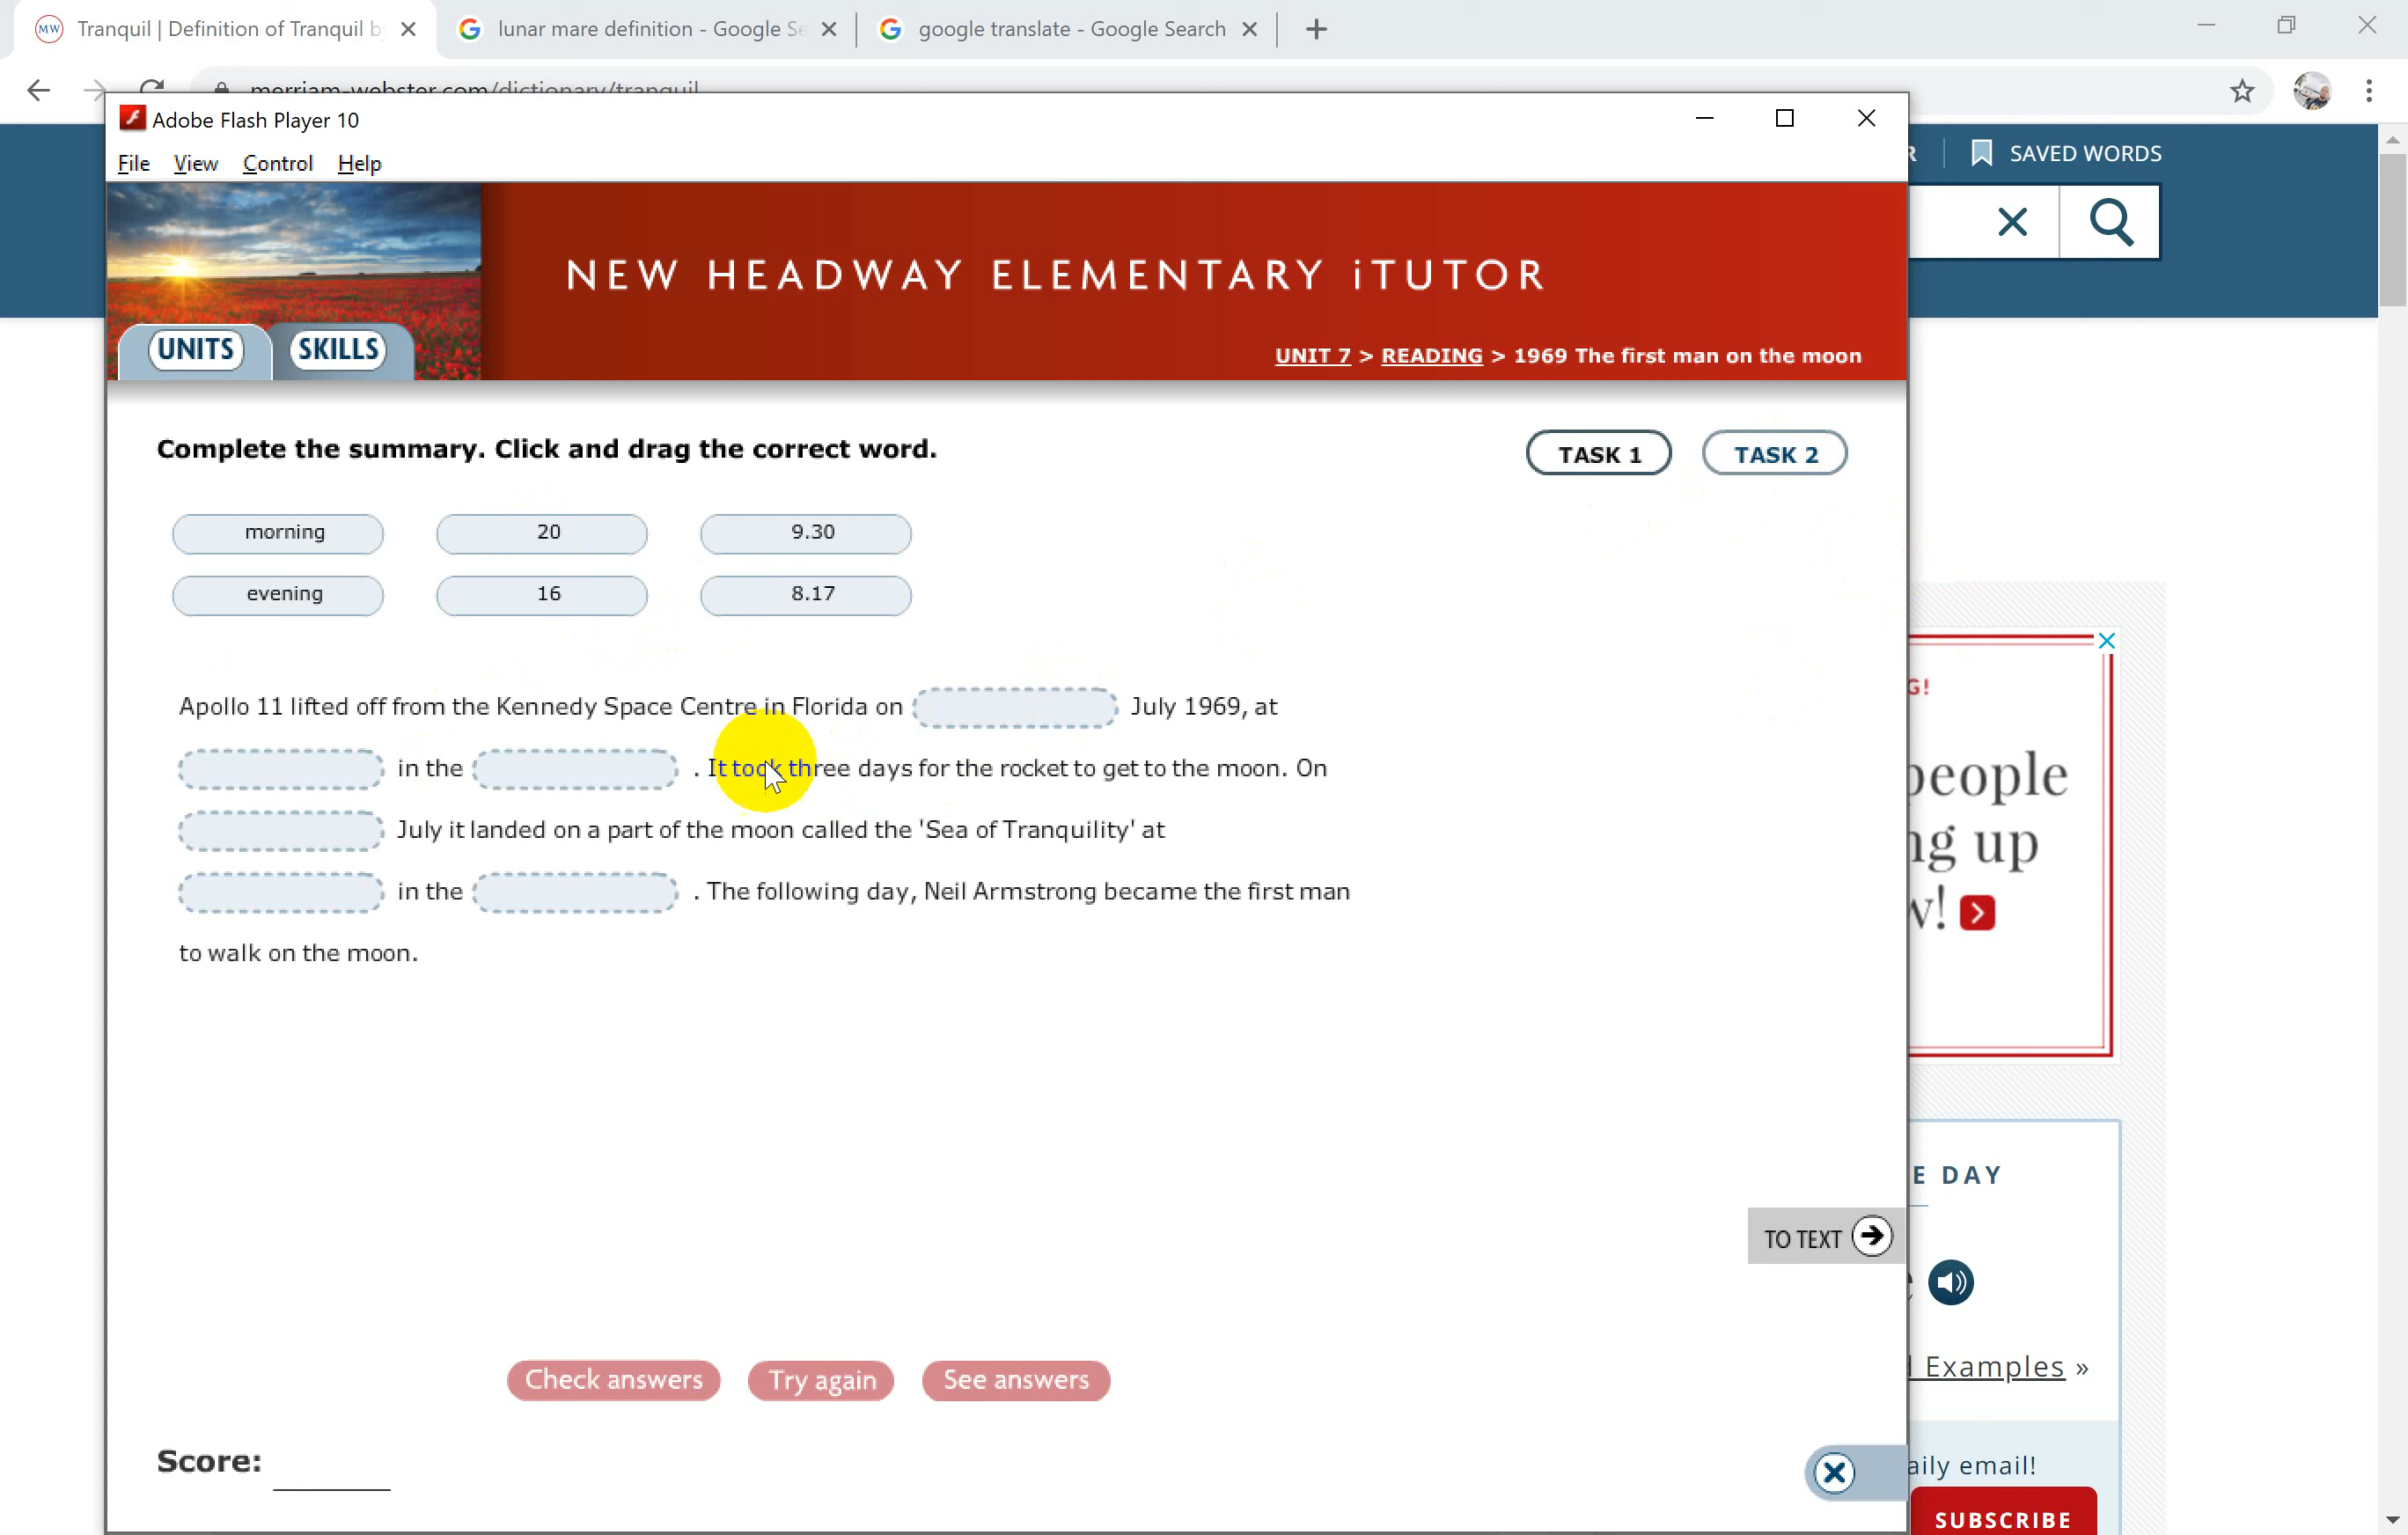 Tranquil | Definition of Tranquil b
lunar mare definition - Google Se
google translate - Google Search
merriam-webster.com/dictionary/tranquil
Adobe Flash Player 10
File View Control Help
SAVED WORDS
NEW HEADWAY ELEMENTARY iTUTOR
UNITS SKILLS
UNIT 7 > READING > 1969 The first man on the moon
Complete the summary. Click and drag the correct word.
TASK 1 TASK 2
morning 20 9.30
evening 16 8.17
Apollo 11 lifted off from the Kennedy Space Centre in Florida on July 1969, at
in the . It took three days for the rocket to get to the moon. On
July it landed on a part of the moon called the 'Sea of Tranquility' at
in the . The following day, Neil Armstrong became the first man
to walk on the moon.
G!
people
ng up
w!
E DAY
TO TEXT
Examples »
Check answers Try again See answers
Score:
aily email!
SUBSCRIBE